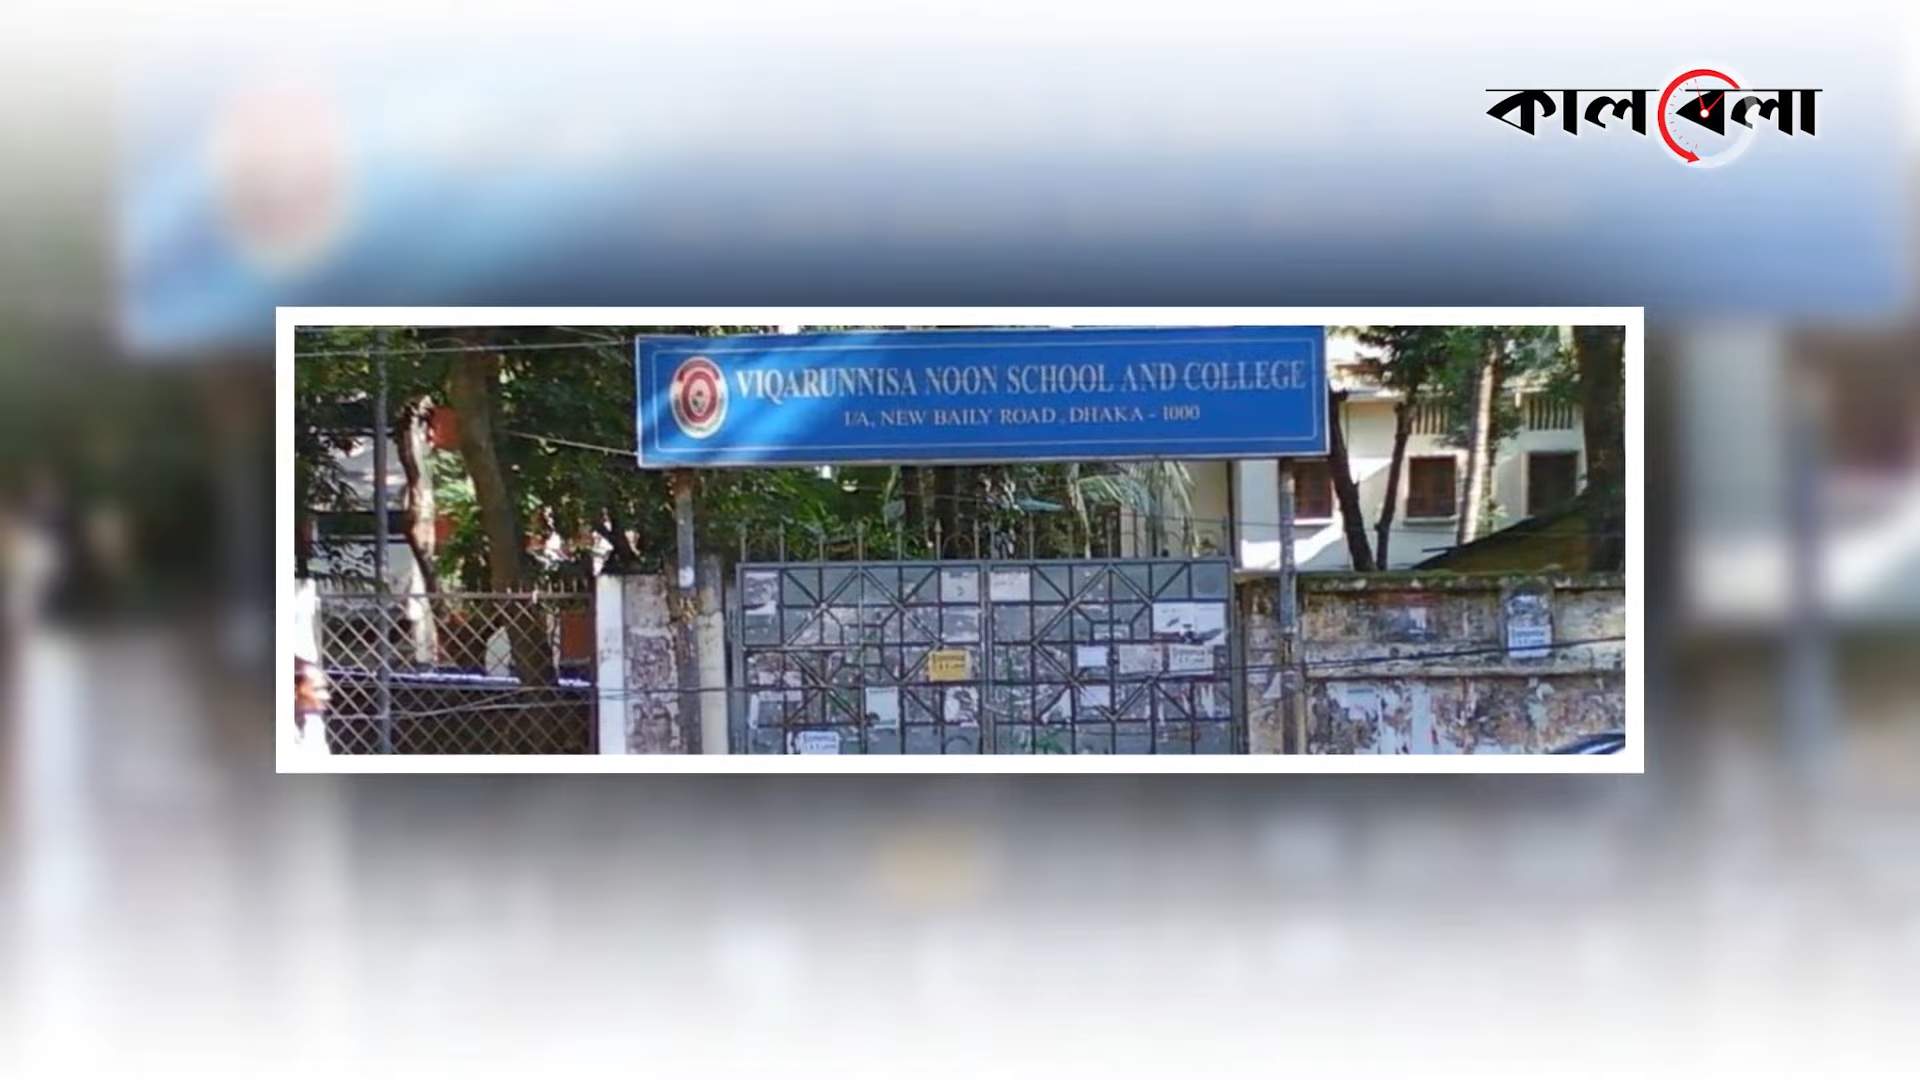 কালবেলা
VIQARUNNISA NOON SCHOOL AND COLLEGE
1/A, NEW BAILY ROAD, DHAKA - 1000